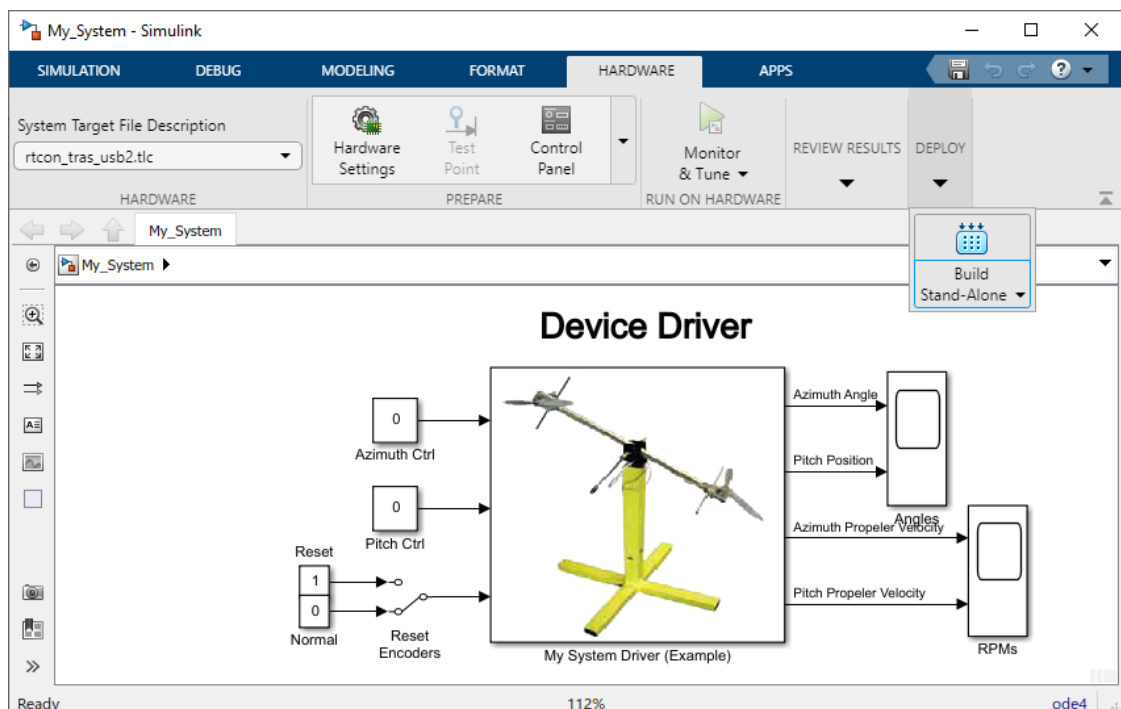 My_System - Simulink
SIMULATION
DEBUG
MODELING
FORMAT
HARDWARE
APPS
?
System Target File Description
rtcon_tras_usb2.tlc
Hardware
Settings
Test
Point
Control
Panel
Monitor
& Tune
REVIEW RESULTS
DEPLOY
HARDWARE
PREPARE
RUN ON HARDWARE
My_System
My_System
Build
Stand-Alone
Device Driver
0
Azimuth Ctrl
0
Pitch Ctrl
Reset
1
0
Normal
Reset
Encoders
My System Driver (Example)
Azimuth Angle
Pitch Position
Angles
Azimuth Propeler Velocity
Pitch Propeler Velocity
RPMs
Ready
112%
ode4